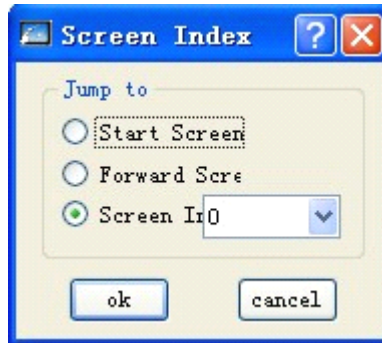 Screen Index
Jump to
Start Screen
Forward Scre
Screen In 0
ok
cancel